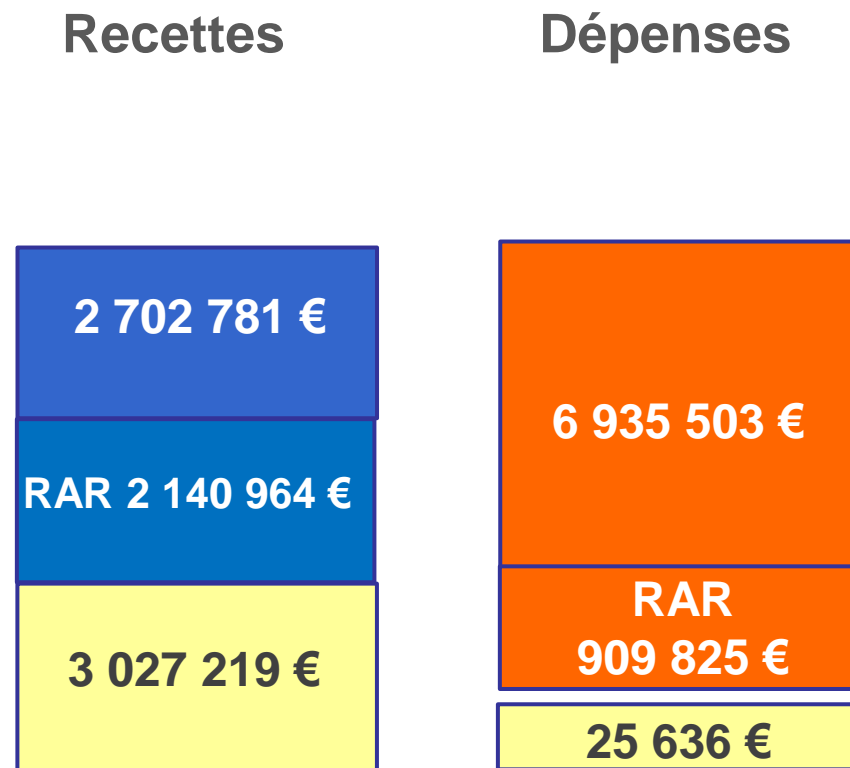 Recettes
Dépenses
2 702 781 €
RAR 2 140 964 €
3 027 219 €
6 935 503 €
RAR
909 825 €
25 636 €